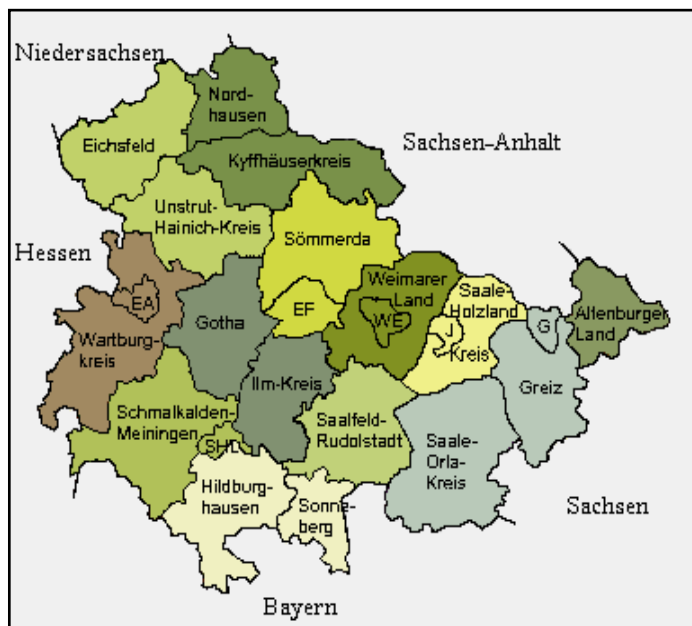 Niedersachsen
Nord-
hausen
Eichsfeld
Sachsen-Anhalt
Kyffhäuserkreis
Unstrut-
Hainich-Kreis
Sömmerda
Hessen
Weimarer
Land
Saale-
Holzland
Kreis
EA
EF
WE
J
G
Altenburger
Land
Gotha
Wartburg-
kreis
Ilm-Kreis
Greiz
Schmalkalden-
Meiningen
Saalfeld-
Rudolstadt
SHL
Saale-
Orla-
Kreis
Hildburg-
hausen
Sonne-
berg
Sachsen
Bayern